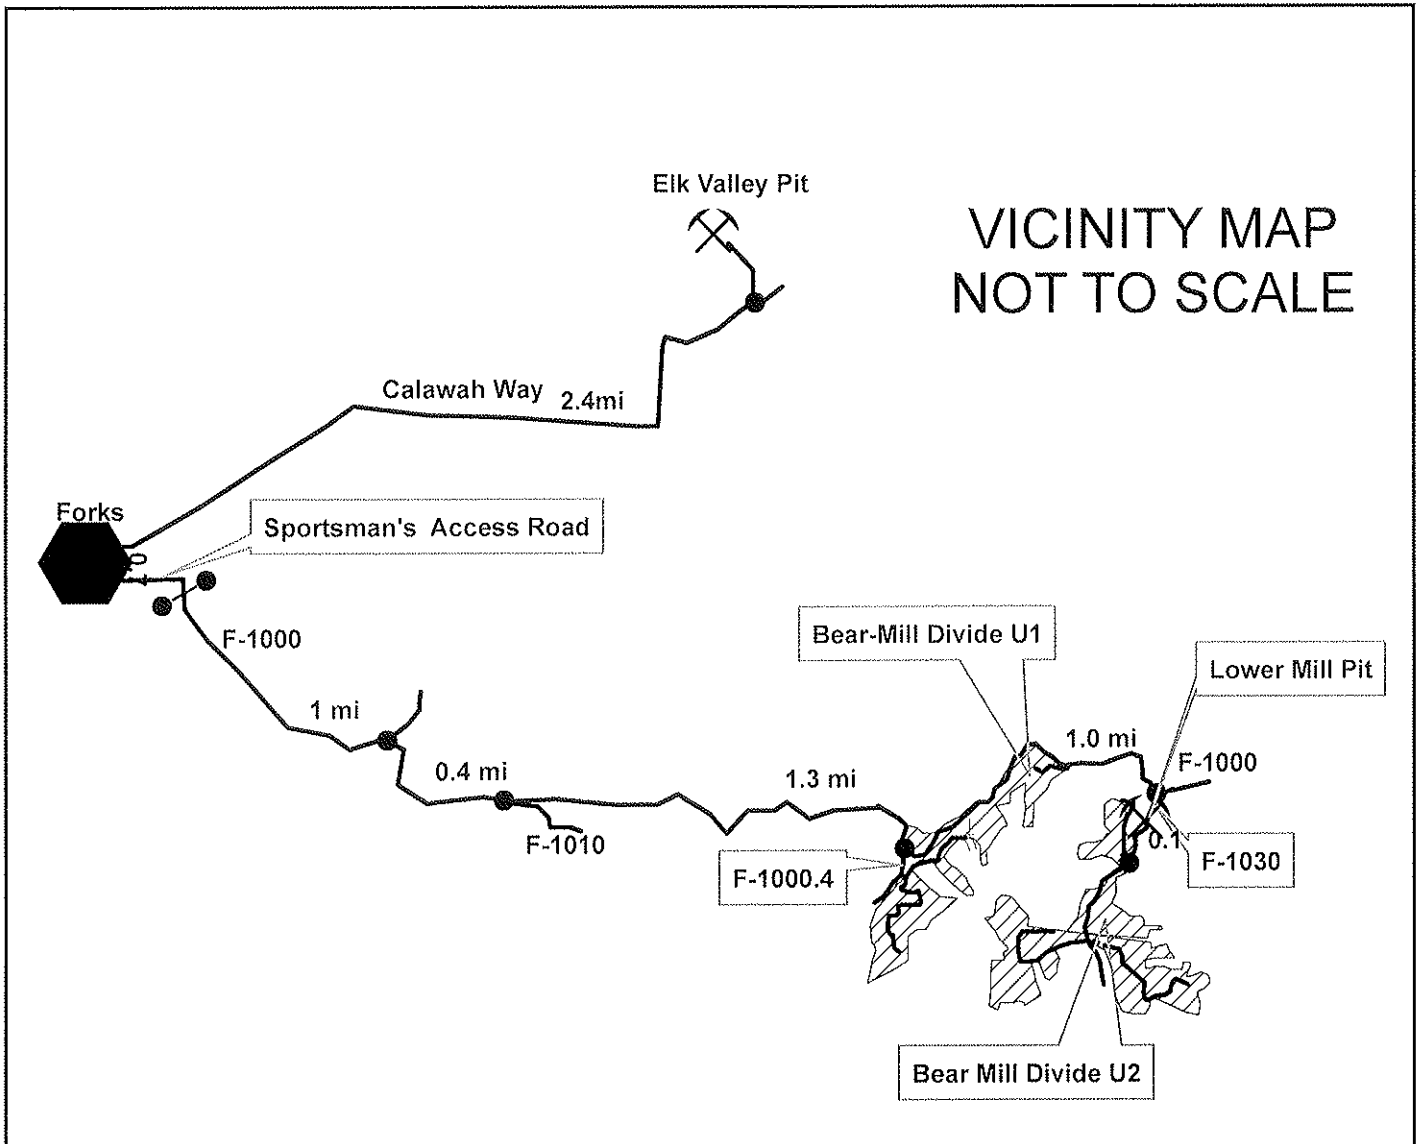 Elk Valley Pit
VICINITY MAP
NOT TO SCALE
Calawah Way
2.4mi
Forks
Sportsman's Access Road
F-1000
Bear-Mill Divide U1
Lower Mill Pit
1 mi
1.0 mi
0.4 mi
1.3 mi
F-1000
0.1
F-1010
F-1030
F-1000.4
Bear Mill Divide U2